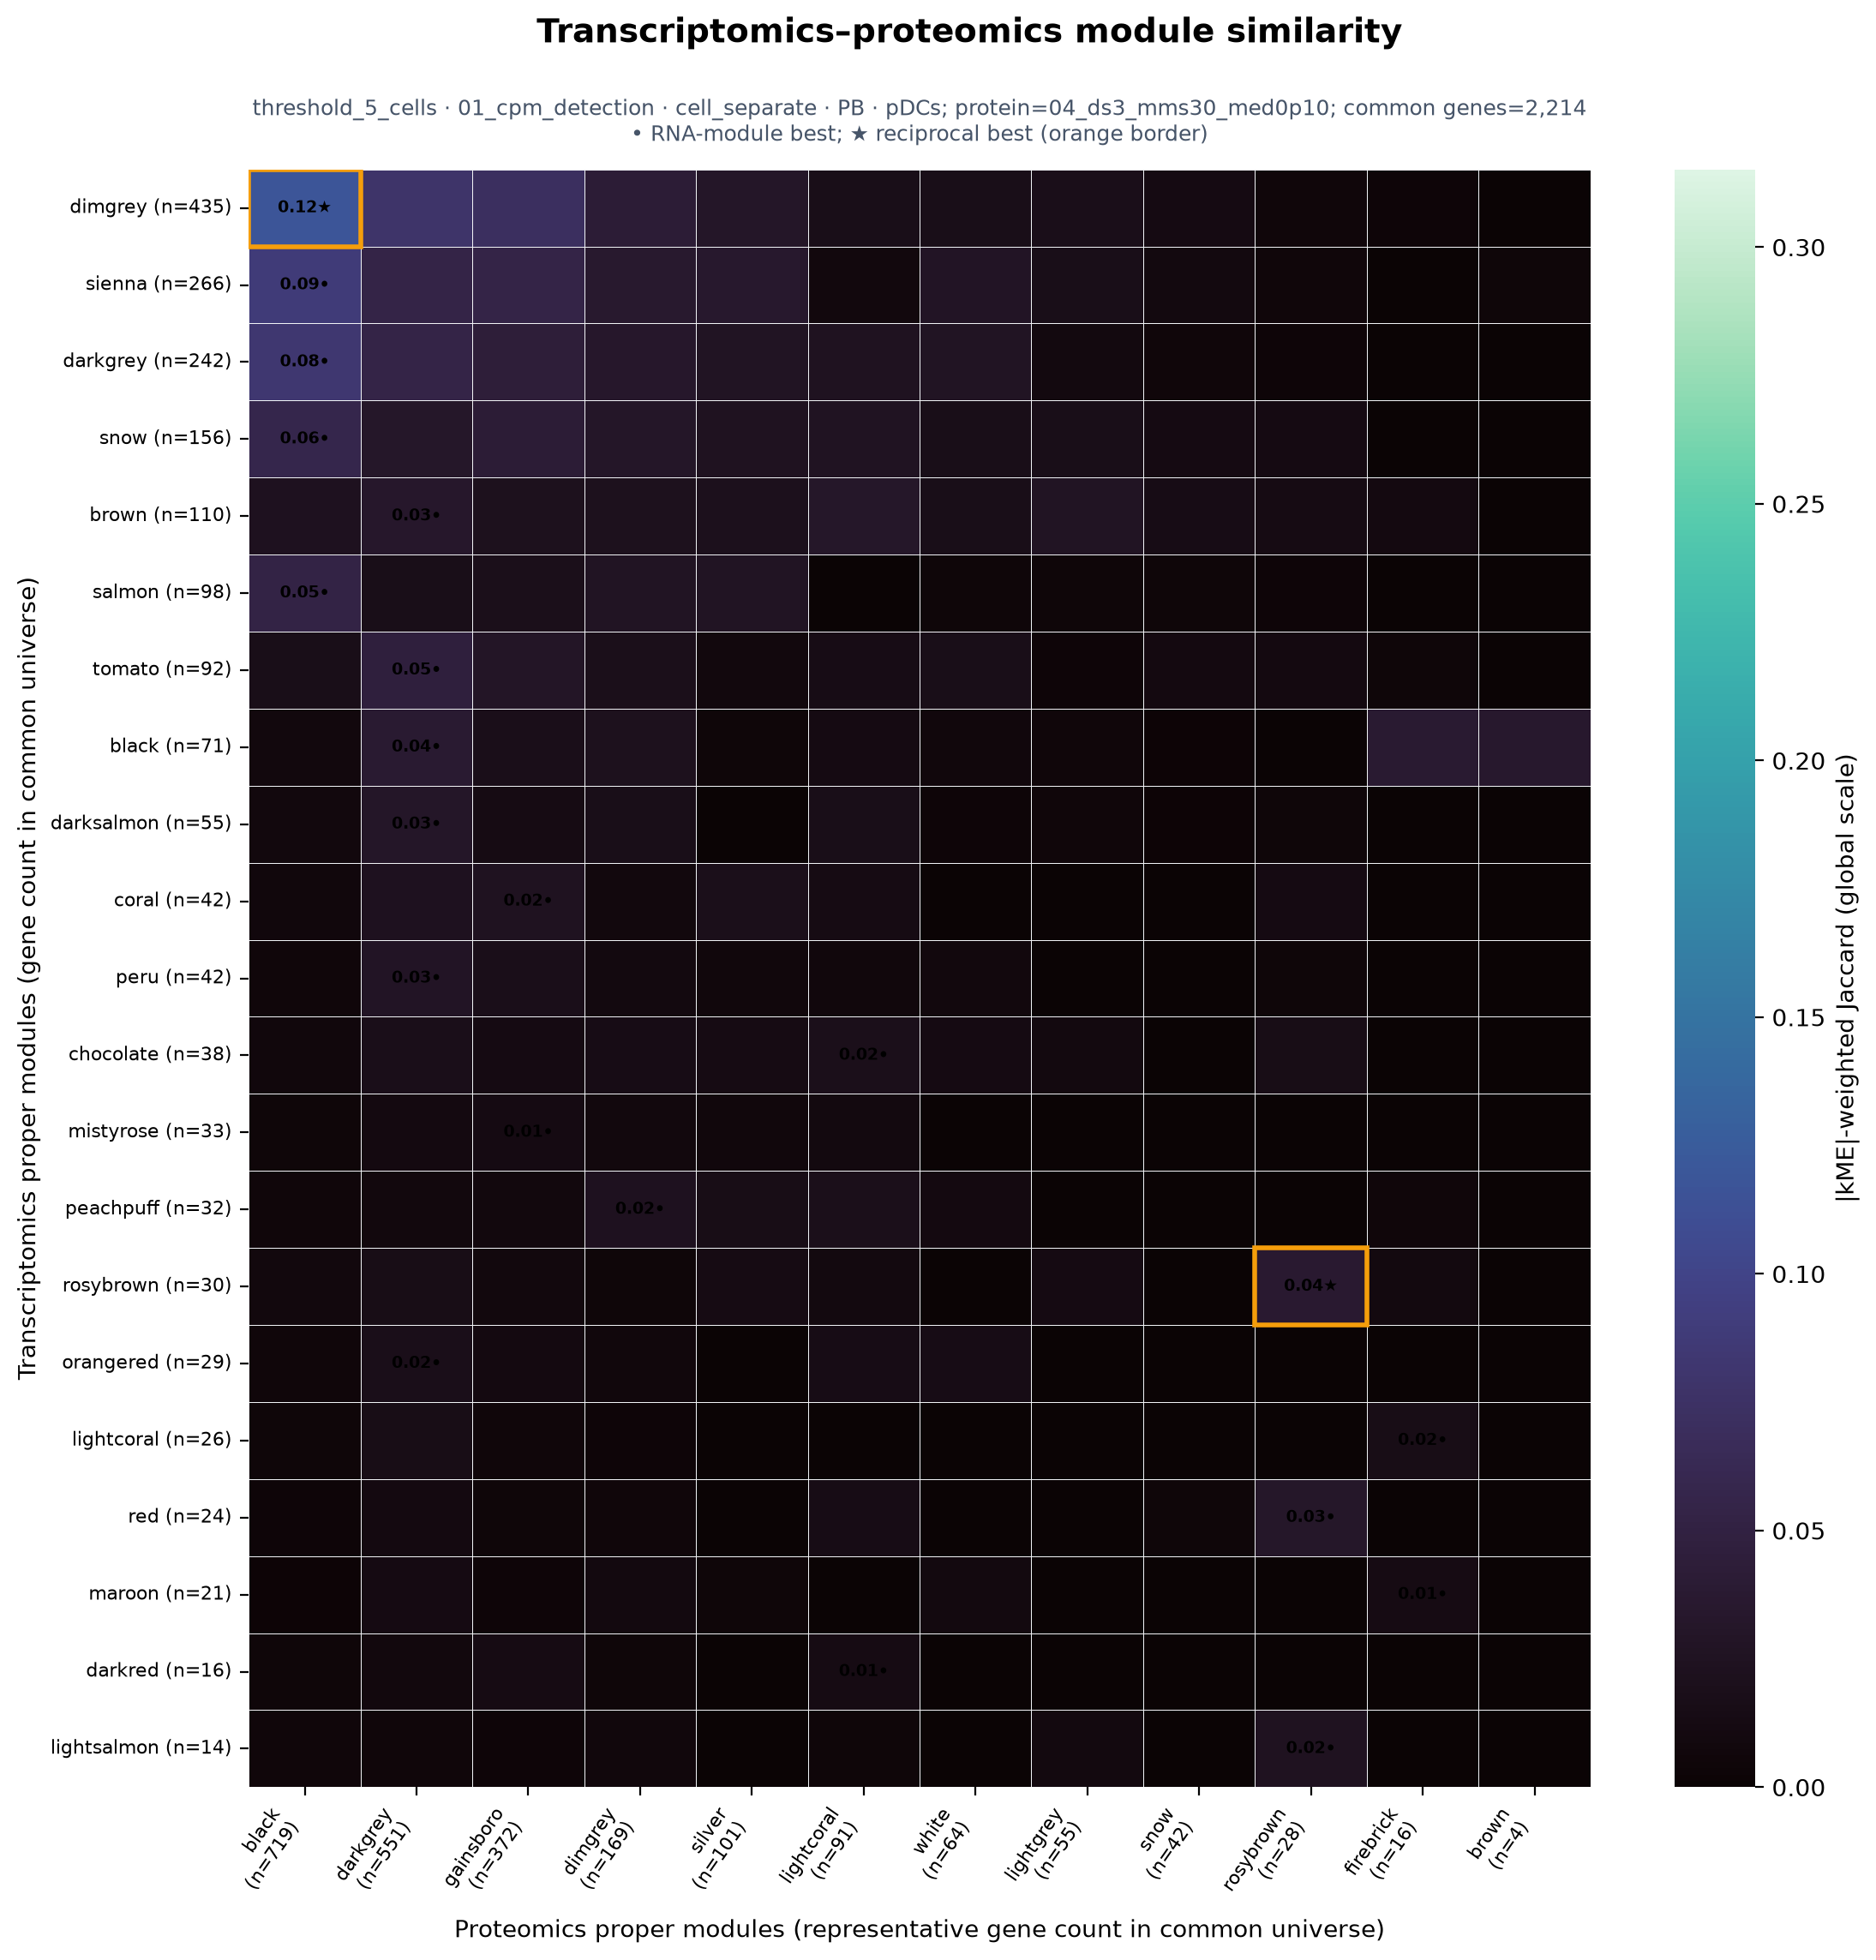 Transcriptomics–proteomics module similarity
threshold_5_cells · 01_cpm_detection · cell_separate · PB · pDCs; protein=04_ds3_mms30_med0p10; common genes=2,214
• RNA-module best; ★ reciprocal best (orange border)
Transcriptomics proper modules (gene count in common universe)
dimgrey (n=435)
0.12★
sienna (n=266)
0.09•
darkgrey (n=242)
0.08•
snow (n=156)
0.06•
brown (n=110)
0.03•
salmon (n=98)
0.05•
tomato (n=92)
0.05•
black (n=71)
0.04•
darksalmon (n=55)
0.03•
coral (n=42)
0.02•
peru (n=42)
0.03•
chocolate (n=38)
0.02•
mistyrose (n=33)
0.01•
peachpuff (n=32)
0.02•
rosybrown (n=30)
0.04★
orangered (n=29)
0.02•
lightcoral (n=26)
0.02•
red (n=24)
0.03•
maroon (n=21)
0.01•
darkred (n=16)
0.01•
lightsalmon (n=14)
0.02•
black
(n=719)
darkgrey
(n=551)
gainsboro
(n=372)
dimgrey
(n=169)
silver
(n=101)
lightcoral
(n=91)
white
(n=64)
lightgrey
(n=55)
snow
(n=42)
rosybrown
(n=28)
firebrick
(n=16)
brown
(n=4)
Proteomics proper modules (representative gene count in common universe)
0.30
0.25
0.20
0.15
0.10
0.05
0.00
|kME|-weighted Jaccard (global scale)